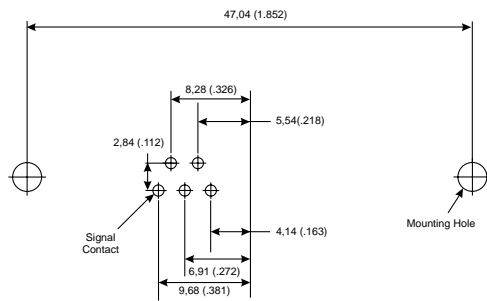 47,04 (1.852)
8,28 (.326)
5,54(.218)
2,84 (.112)
Signal
Contact
Mounting Hole
4,14 (.163)
6,91 (.272)
9,68 (.381)